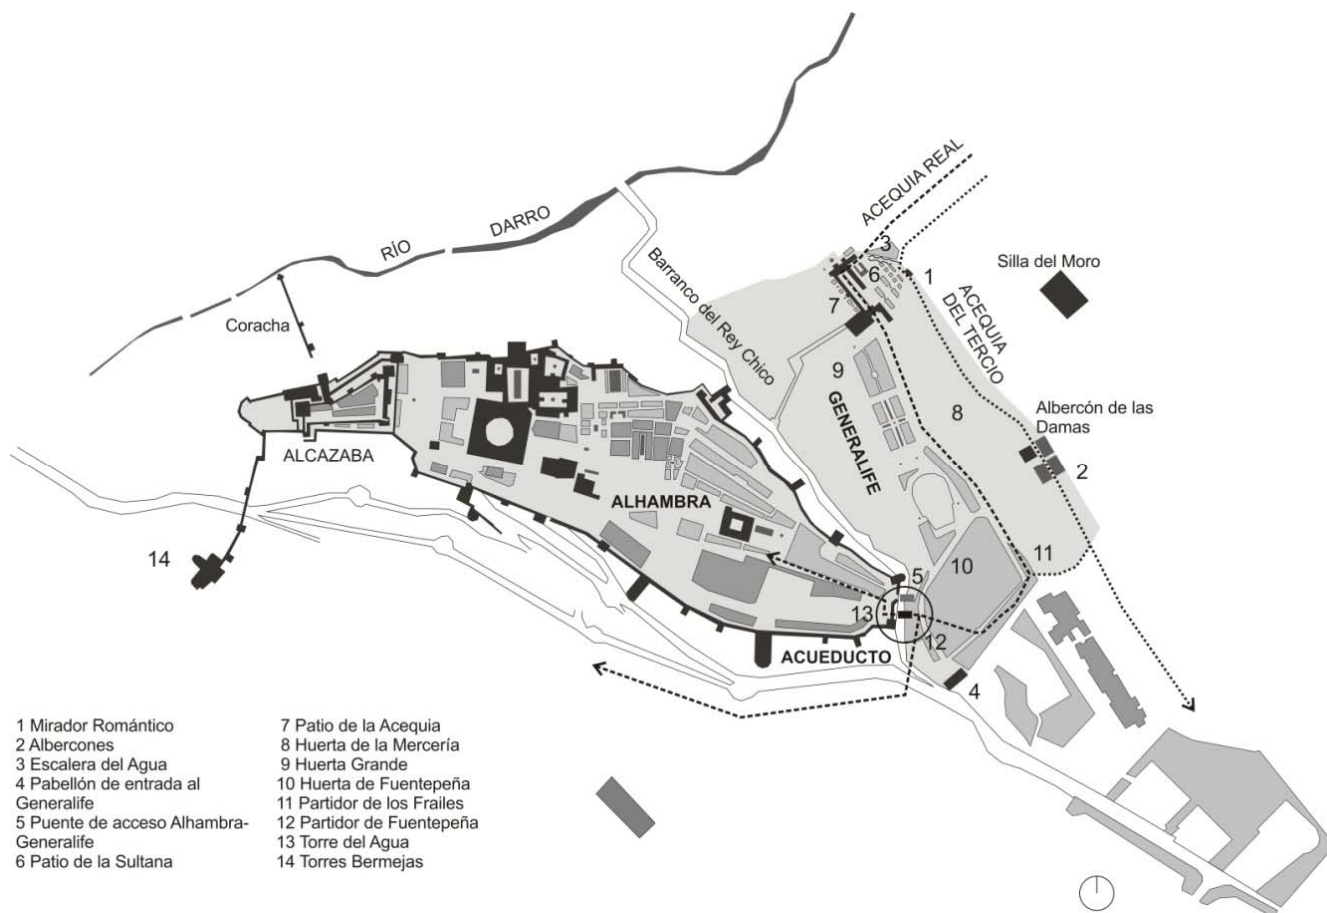 ACEQUIA REAL
RÍO DARRO
3
Barranco del Rey Chico
6
1
Silla del Moro
ACEQUIA
DEL TERCIO
7
Coracha
9
8
GENERALIFE
Albercón de las
Damas
ALCAZABA
2
ALHAMBRA
14
11
10
5
13
12
ACUEDUCTO
4
1 Mirador Romántico
2 Albercones
3 Escalera del Agua
4 Pabellón de entrada al
Generalife
5 Puente de acceso Alhambra-
Generalife
6 Patio de la Sultana
7 Patio de la Acequia
8 Huerta de la Mercería
9 Huerta Grande
10 Huerta de Fuentepeña
11 Partidor de los Frailes
12 Partidor de Fuentepeña
13 Torre del Agua
14 Torres Bermejas